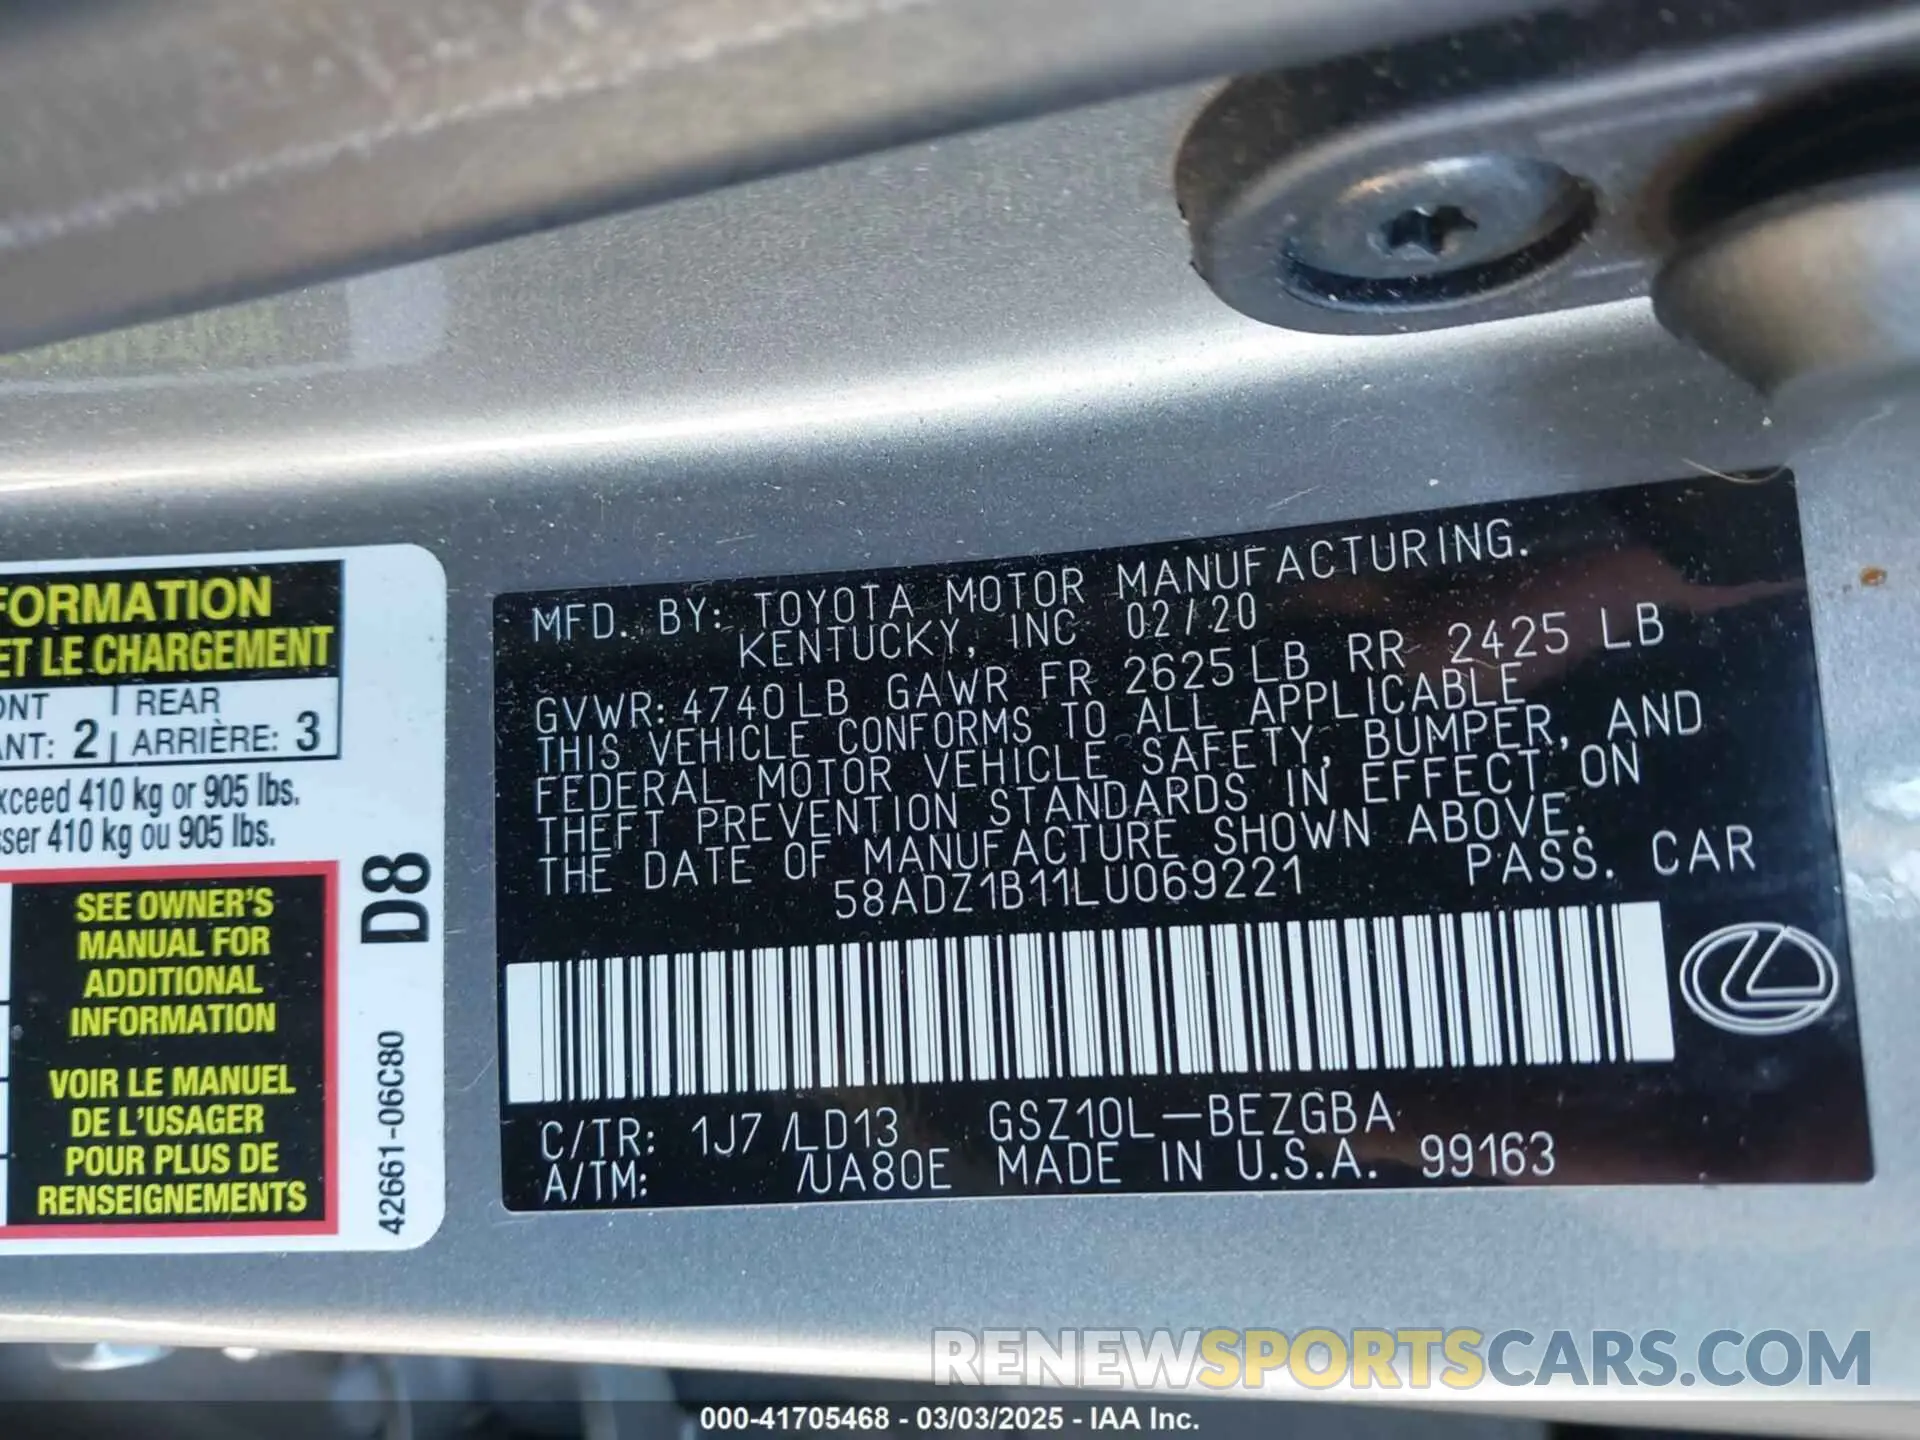 FORMATION
ET LE CHARGEMENT
ONT | REAR
ANT: 2 | ARRIÈRE: 3
xceed 410 kg or 905 lbs.
sser 410 kg ou 905 lbs.
SEE OWNER'S
MANUAL FOR
ADDITIONAL
INFORMATION
VOIR LE MANUEL
DE L'USAGER
POUR PLUS DE
RENSEIGNEMENTS
D8
42661-06C80
MFD. BY: TOYOTA MOTOR MANUFACTURING.
KENTUCKY, INC 02/20
GVWR: 4740LB GAWR FR 2625LB RR 2425 LB
THIS VEHICLE CONFORMS TO ALL APPLICABLE
FEDERAL MOTOR VEHICLE SAFETY, BUMPER, AND
THEFT PREVENTION STANDARDS IN EFFECT ON
THE DATE OF MANUFACTURE SHOWN ABOVE.
58ADZ1B11LU069221 PASS. CAR
C/TR: 1J7 /LD13 GSZ10L-BEZGBA
A/TM: /UA80E MADE IN U.S.A. 99163
RENEWSPORTSCARS.COM
000-41705468 - 03/03/2025 - IAA Inc.